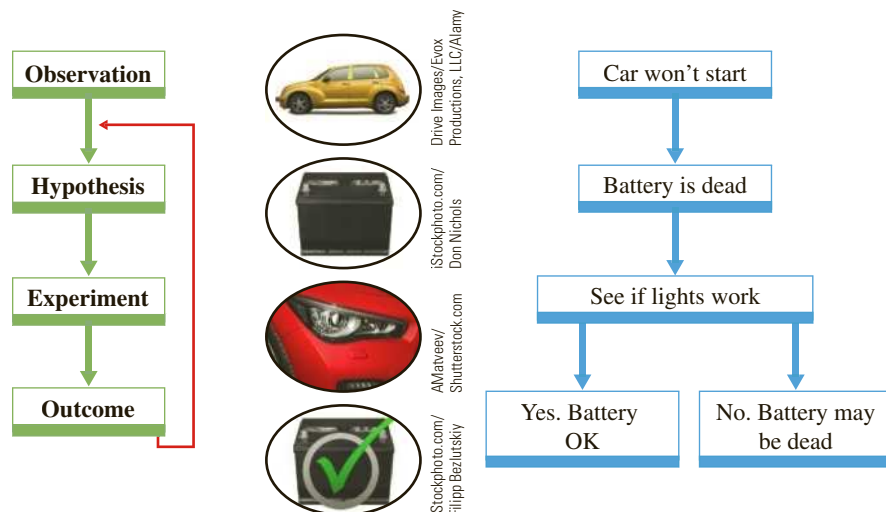 Observation
Hypothesis
Experiment
Outcome
Drive Images/Evox
Productions, LLC/Alamy
iStockphoto.com/
Don Nichols
AMatveev/
Shutterstock.com
Stockphoto.com/
Filipp Bezlutskiy
Car won't start
Battery is dead
See if lights work
Yes. Battery
OK
No. Battery may
be dead